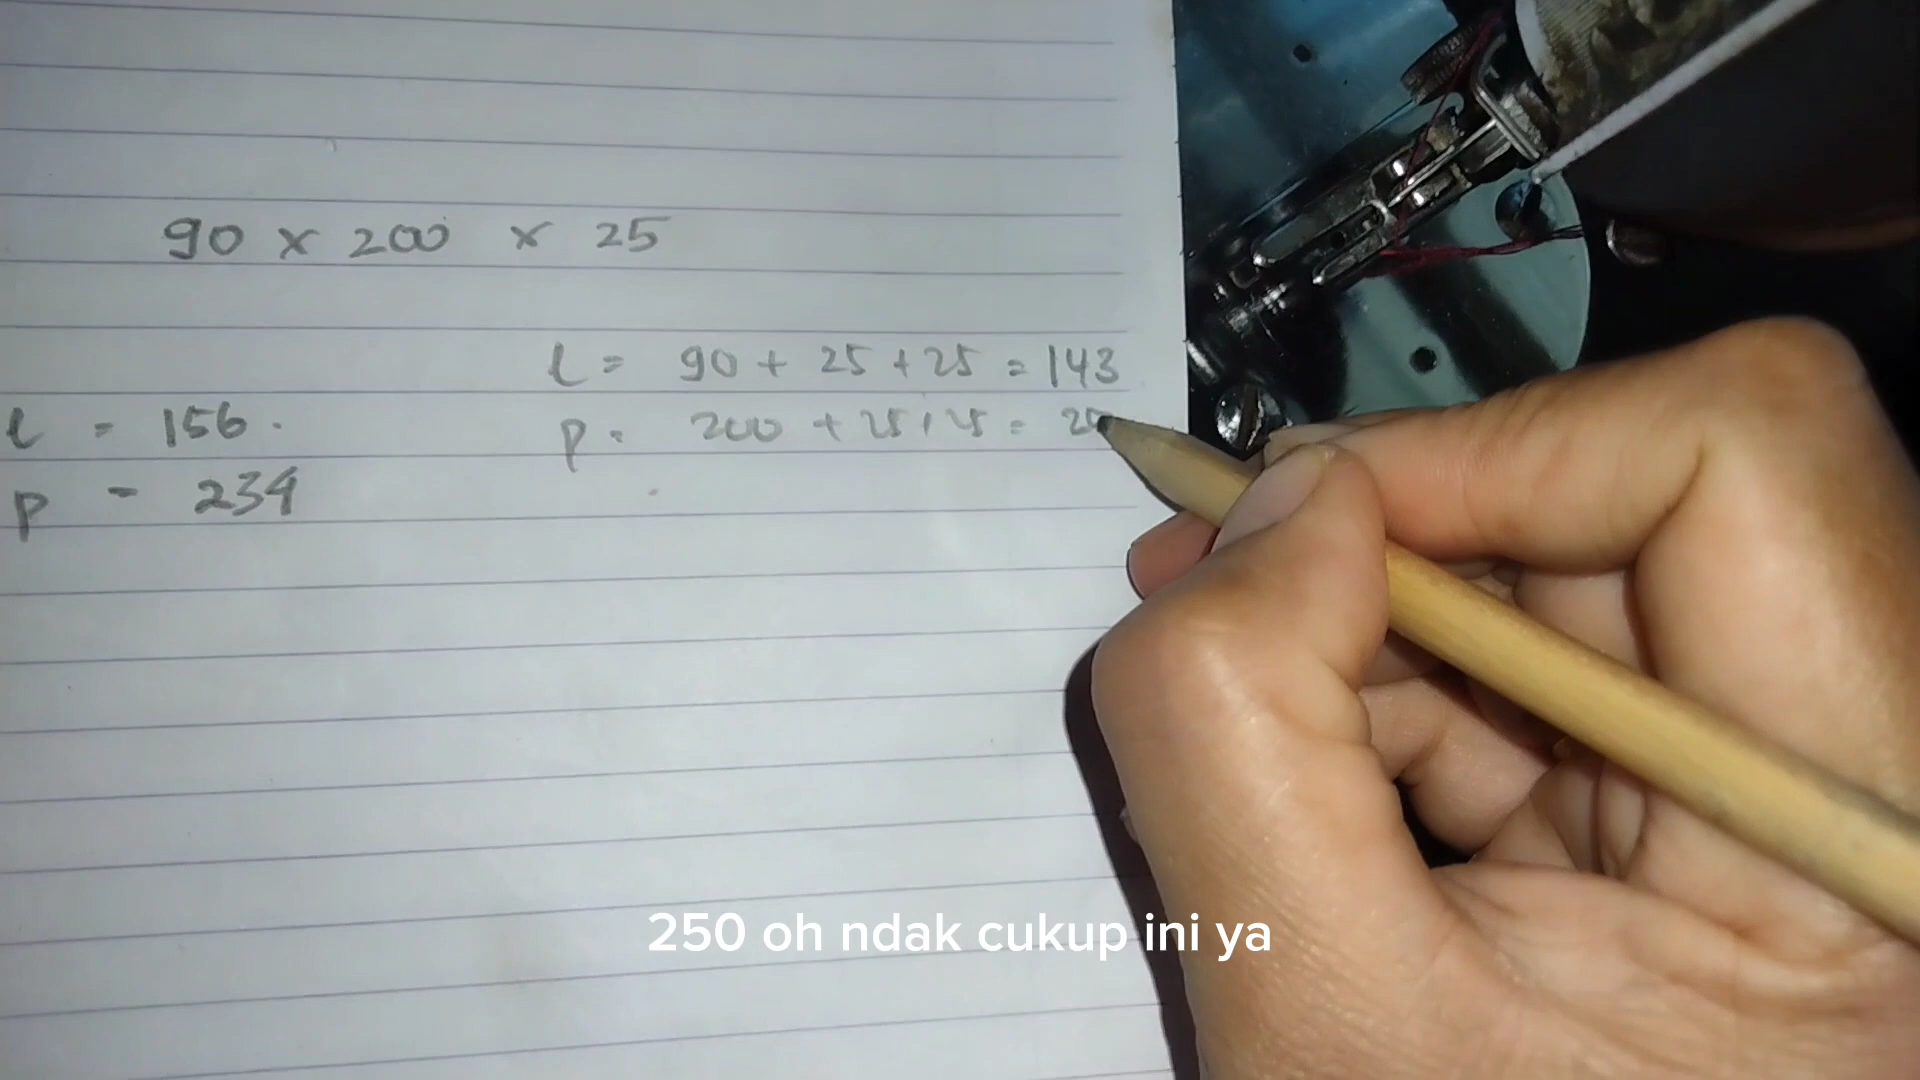 90 x 200 x 25
l = 90 + 25 + 25 = 143
l = 156.
p = 200 + 25 + 25 =
p = 234
250 oh ndak cukup ini ya